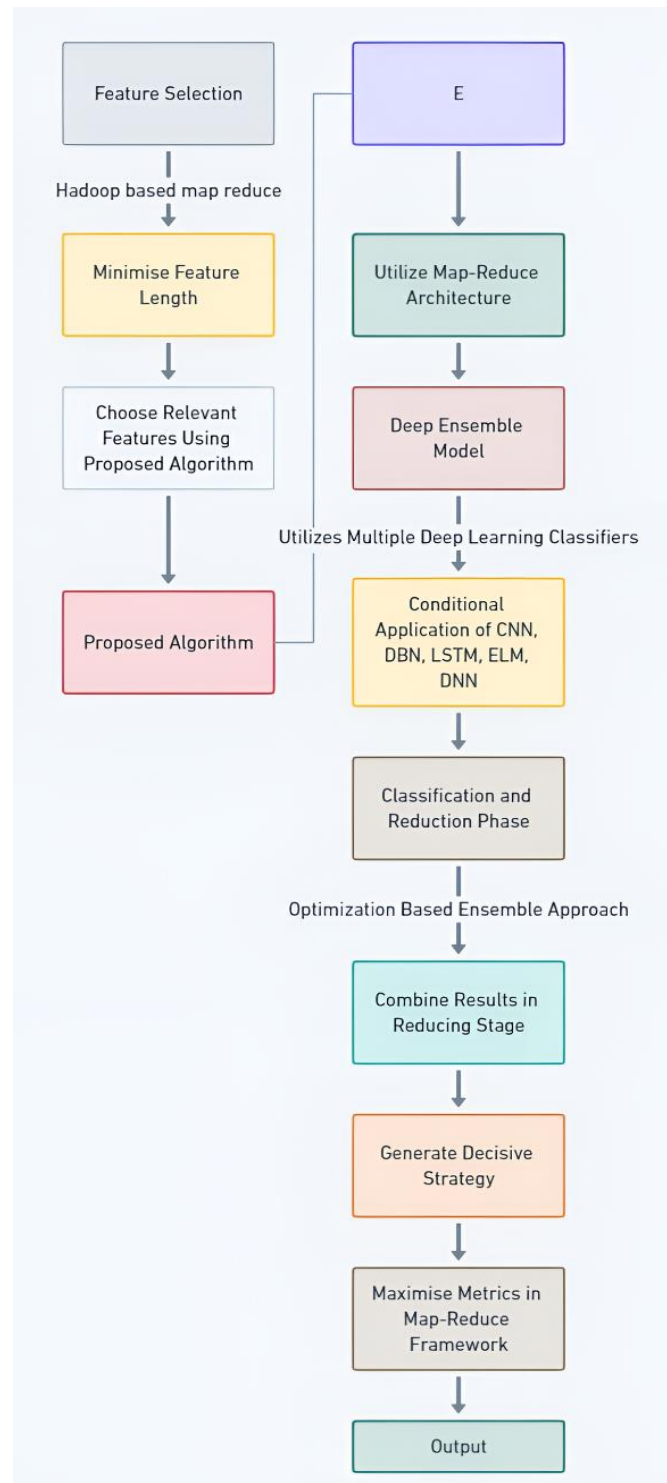 Feature Selection
Hadoop based map reduce
Minimise Feature
Length
Choose Relevant
Features Using
Proposed Algorithm
Proposed Algorithm
E
Utilize Map-Reduce
Architecture
Deep Ensemble
Model
Utilizes Multiple Deep Learning Classifiers
Conditional
Application of CNN,
DBN, LSTM, ELM,
DNN
Classification and
Reduction Phase
Optimization Based Ensemble Approach
Combine Results in
Reducing Stage
Generate Decisive
Strategy
Maximise Metrics in
Map-Reduce
Framework
Output